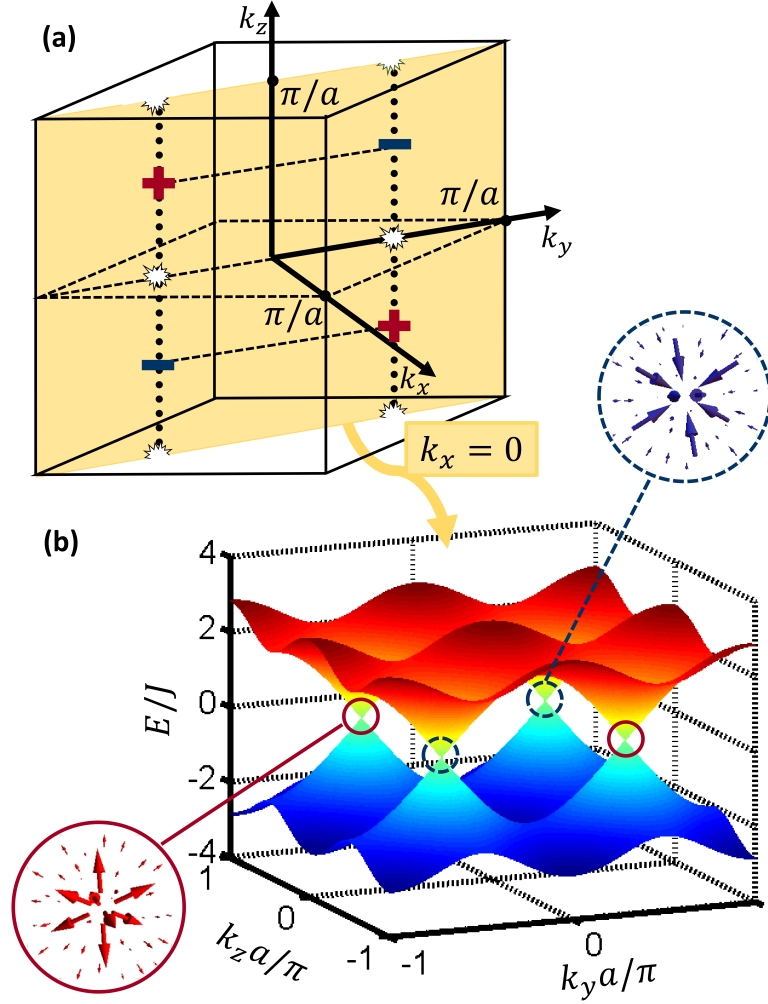 (a)
k_z
π/a
π/a
k_y
π/a
k_x
k_x = 0
(b)
4
2
0
-2
-4
E/J
1
0
-1
k_z a/π
-1
0
k_y a/π